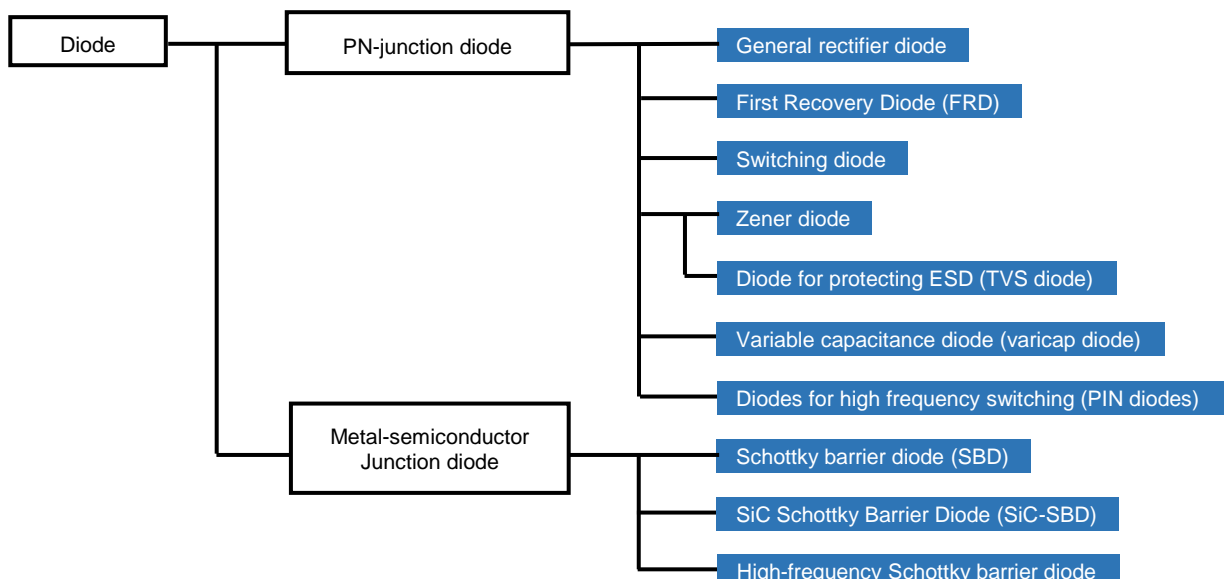 Diode
PN-junction diode
General rectifier diode
First Recovery Diode (FRD)
Switching diode
Zener diode
Diode for protecting ESD (TVS diode)
Variable capacitance diode (varicap diode)
Diodes for high frequency switching (PIN diodes)
Metal-semiconductor
Junction diode
Schottky barrier diode (SBD)
SiC Schottky Barrier Diode (SiC-SBD)
High-frequency Schottky barrier diode